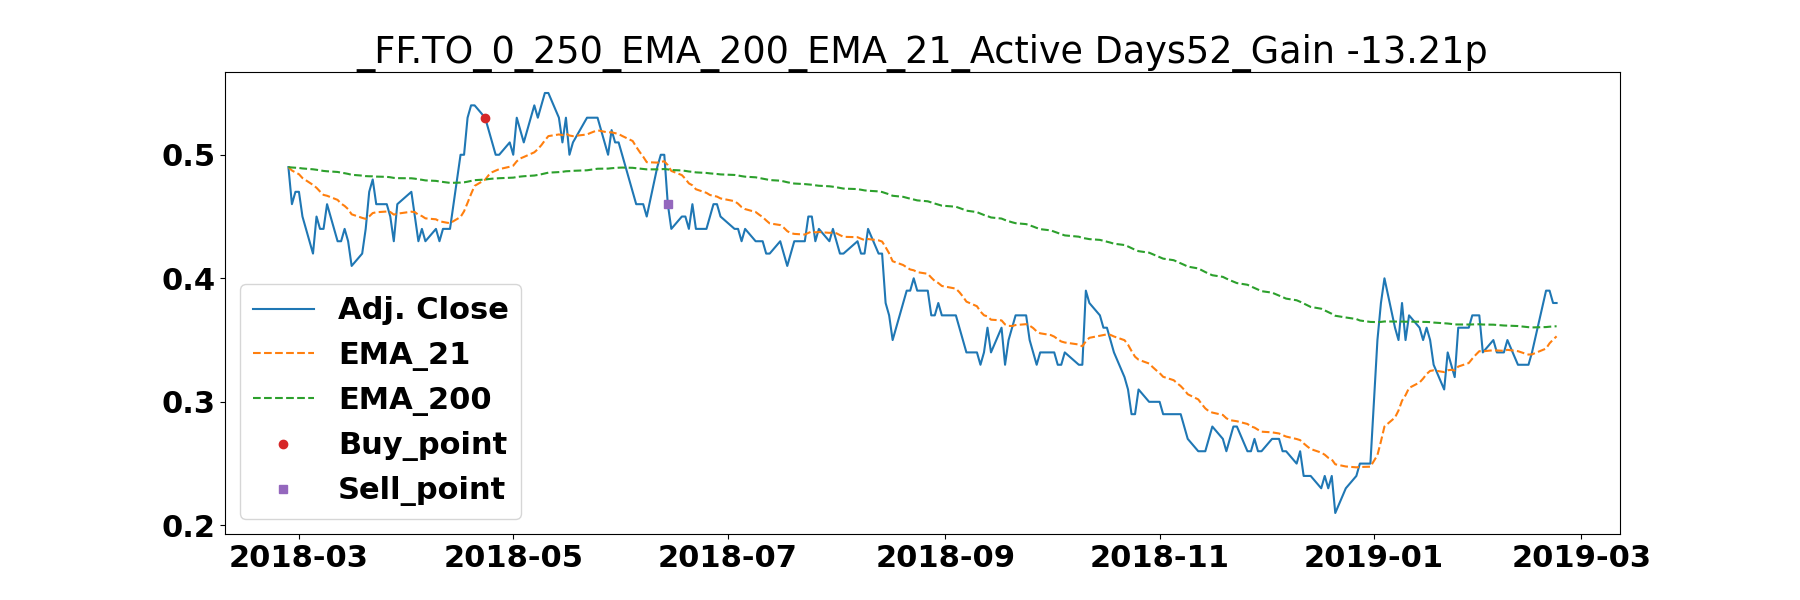 _FF.TO_0_250_EMA_200_EMA_21_Active Days52_Gain -13.21p
0.5
0.4
0.3
0.2
Adj. Close
EMA_21
EMA_200
Buy_point
Sell_point
2018-03 2018-05 2018-07 2018-09 2018-11 2019-01 2019-03